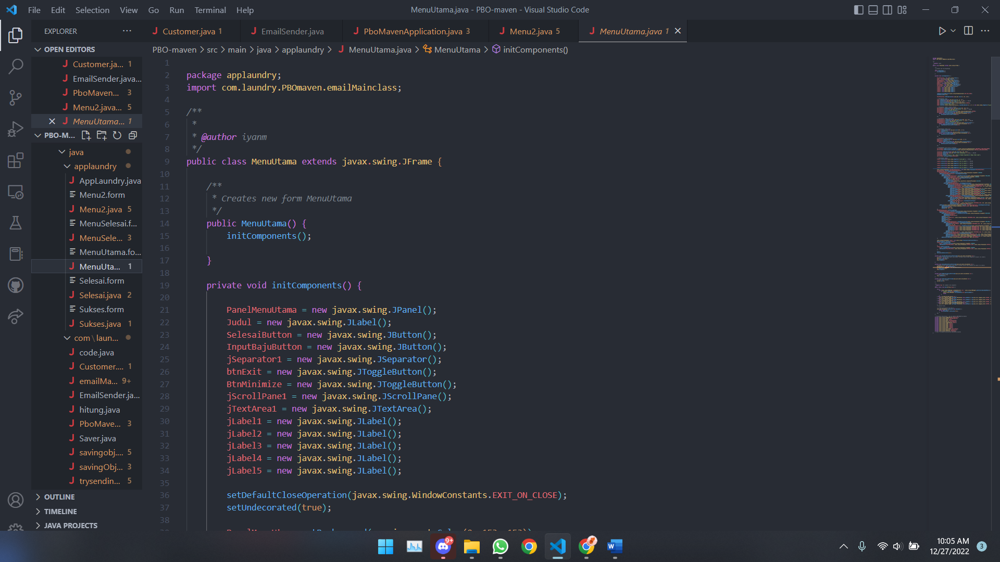 File Edit Selection View Go Run Terminal Help
MenuUtama.java - PBO-maven - Visual Studio Code
EXPLORER
Customer.java 1
EmailSender.java
PboMavenApplication.java 3
Menu2.java 5
MenuUtama.java 1
PBO-maven > src > main > java > applaundry > MenuUtama.java > MenuUtama > initComponents()
OPEN EDITORS
Customer.ja... 1
EmailSender.java...
PboMaven... 3
Menu2.java... 5
MenuUtama... 1
PBO-M...
java
applaundry
AppLaundry.java
Menu2.form
Menu2.java 5
MenuSelesai.f...
MenuSele... 3
MenuUtama.fo...
MenuUta... 1
Selesai.form
Selesai.java 2
Sukses.form
Sukses.java 1
com\laun...
code.java
Customer.... 1
emailMa... 9+
EmailSender.ja...
hitung.java
PboMave... 3
Saver.java
savingobj.... 5
savingObj... 3
trysendin... 5
OUTLINE
TIMELINE
JAVA PROJECTS
1
2 package applaundry;
3 import com.laundry.PBOmaven.emailMainclass;
4
5 /**
6 *
7 * @author iyanm
8 */
9 public class MenuUtama extends javax.swing.JFrame {
10
11 /**
12 * Creates new form MenuUtama
13 */
14 public MenuUtama() {
15 initComponents();
16
17 }
18
19 private void initComponents() {
20
21 PanelMenuUtama = new javax.swing.JPanel();
22 Judul = new javax.swing.JLabel();
23 SelesaiButton = new javax.swing.JButton();
24 InputBajuButton = new javax.swing.JButton();
25 jSeparator1 = new javax.swing.JSeparator();
26 btnExit = new javax.swing.JToggleButton();
27 BtnMinimize = new javax.swing.JToggleButton();
28 jScrollPane1 = new javax.swing.JScrollPane();
29 jTextArea1 = new javax.swing.JTextArea();
30 jLabel1 = new javax.swing.JLabel();
31 jLabel2 = new javax.swing.JLabel();
32 jLabel3 = new javax.swing.JLabel();
33 jLabel4 = new javax.swing.JLabel();
34 jLabel5 = new javax.swing.JLabel();
35
36 setDefaultCloseOperation(javax.swing.WindowConstants.EXIT_ON_CLOSE);
37 setUndecorated(true);
38
9+
W
10:05 AM
12/27/2022
3